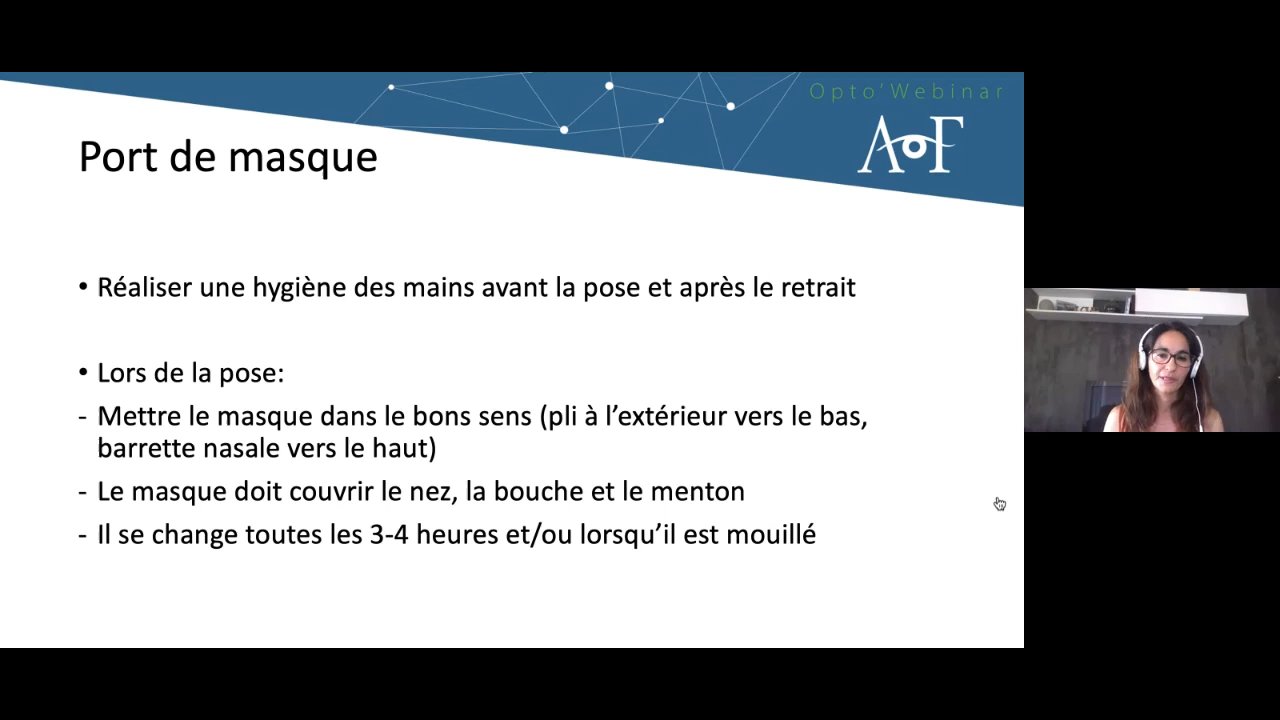 Opto'Webinar
AOF
Port de masque
• Réaliser une hygiène des mains avant la pose et après le retrait
• Lors de la pose:
- Mettre le masque dans le bons sens (pli à l’extérieur vers le bas,
barrette nasale vers le haut)
- Le masque doit couvrir le nez, la bouche et le menton
- Il se change toutes les 3-4 heures et/ou lorsqu’il est mouillé